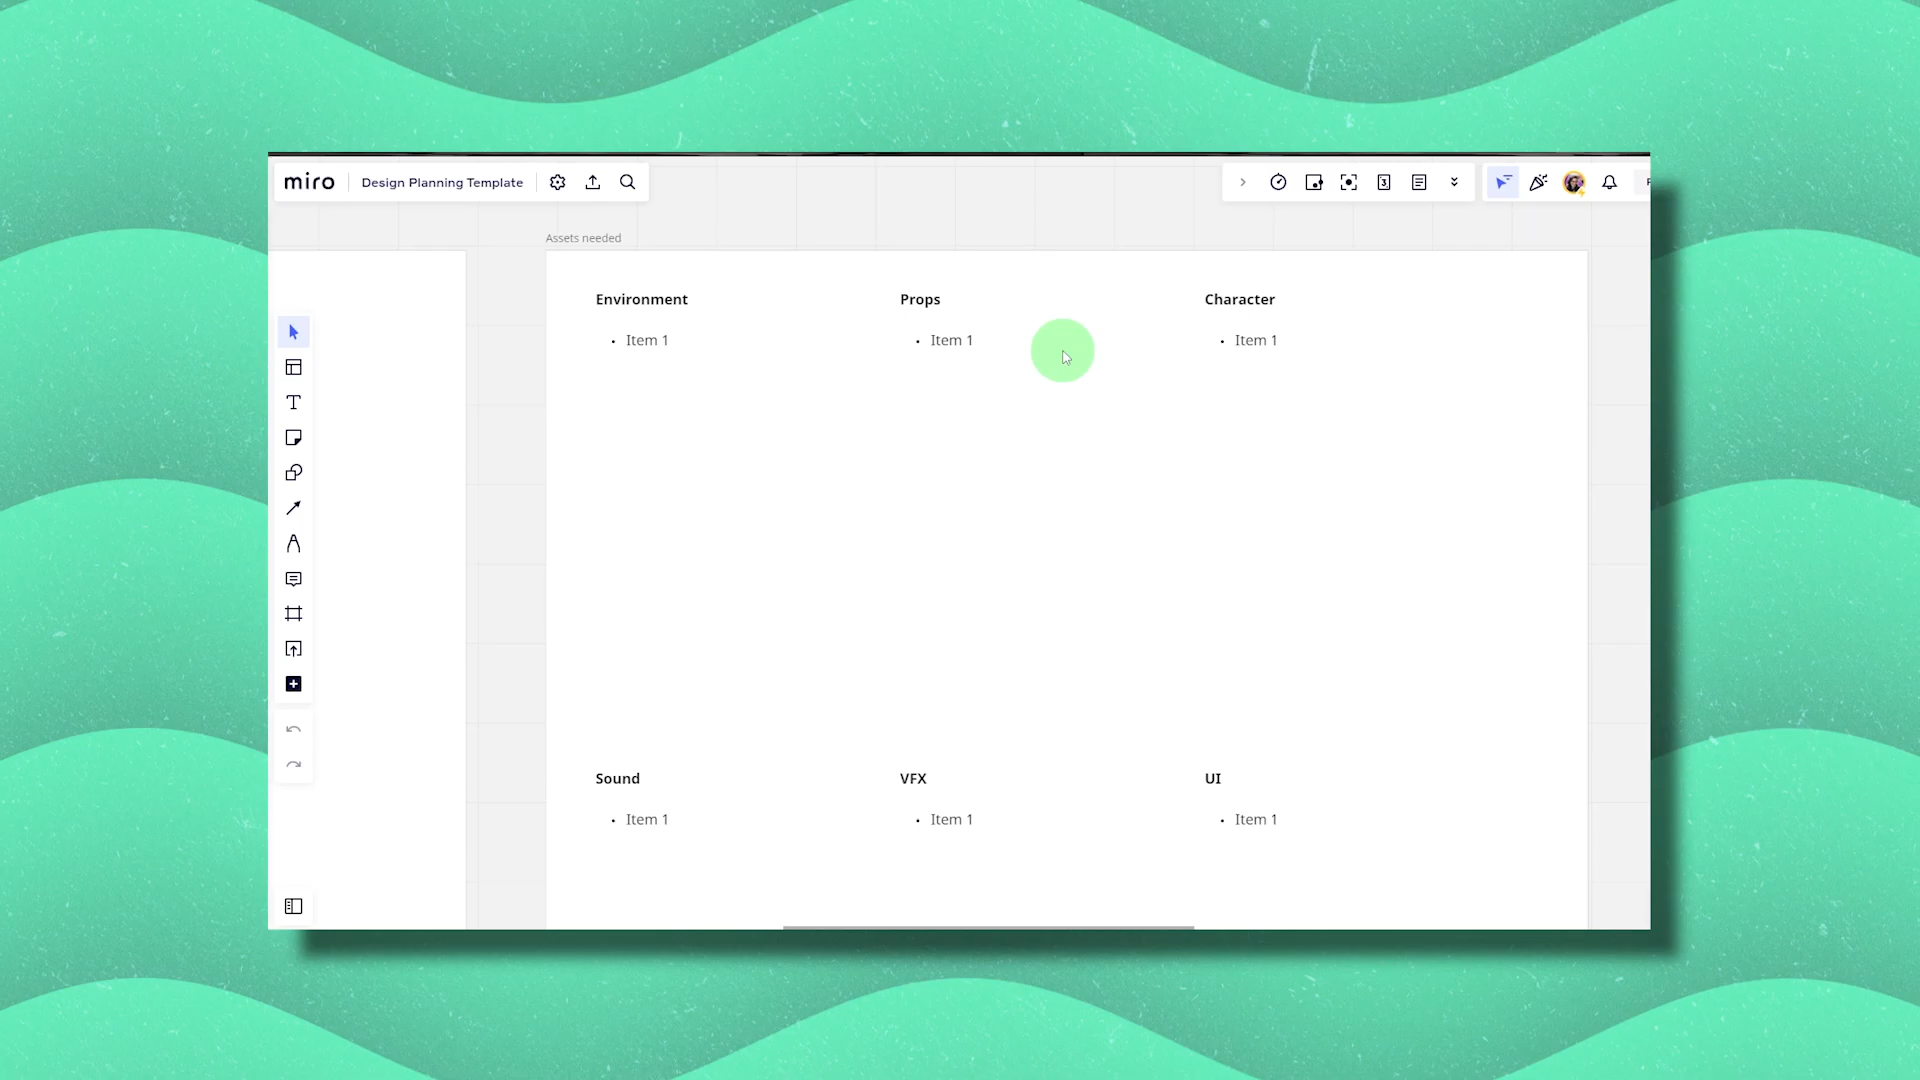 miro
Design Planning Template
3
Assets needed
Environment
Props
Character
• Item 1
• Item 1
• Item 1
Sound
VFX
UI
• Item 1
• Item 1
• Item 1